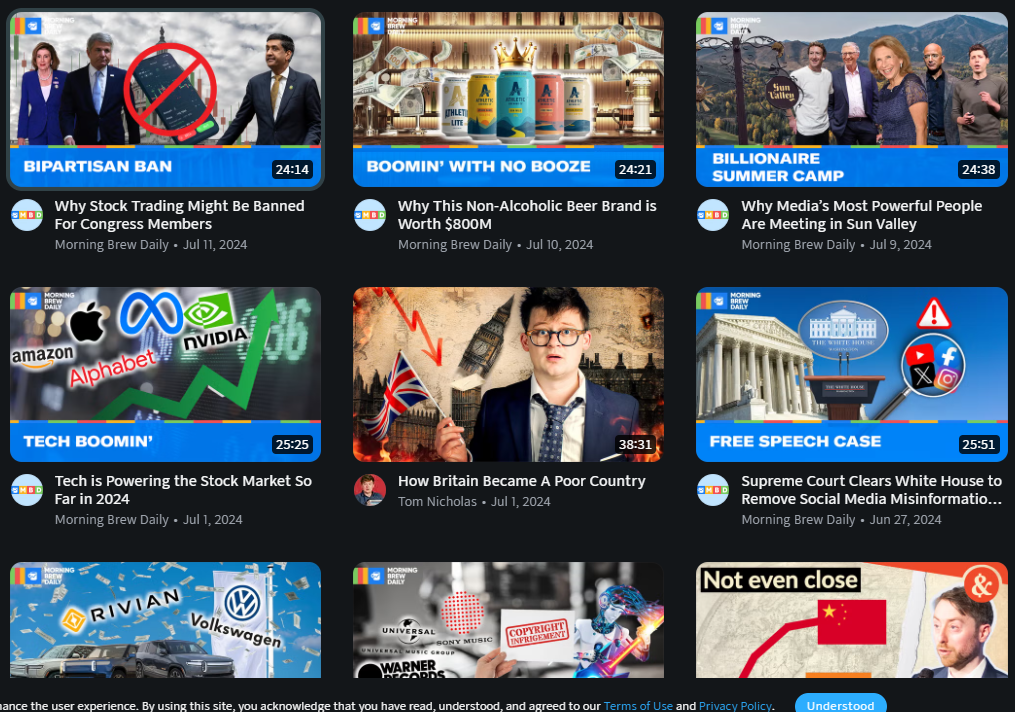 MORNING BREW DAILY
BIPARTISAN BAN
24:14
Why Stock Trading Might Be Banned
For Congress Members
Morning Brew Daily • Jul 11, 2024
MORNING BREW DAILY
ATHLETIC
LITE
BOOMIN' WITH NO BOOZE
24:21
Why This Non-Alcoholic Beer Brand is
Worth $800M
Morning Brew Daily • Jul 10, 2024
MORNING BREW DAILY
Sun
Valley
BILLIONAIRE
SUMMER CAMP
24:38
Why Media's Most Powerful People
Are Meeting in Sun Valley
Morning Brew Daily • Jul 9, 2024
MORNING BREW DAILY
amazon
Alphabet
NVIDIA
TECH BOOMIN'
25:25
Tech is Powering the Stock Market So
Far in 2024
Morning Brew Daily • Jul 1, 2024
38:31
How Britain Became A Poor Country
Tom Nicholas • Jul 1, 2024
MORNING BREW DAILY
THE WHITE HOUSE
WASHINGTON
THE WHITE HOUSE
FREE SPEECH CASE
25:51
Supreme Court Clears White House to
Remove Social Media Misinformatio...
Morning Brew Daily • Jun 27, 2024
MORNING BREW DAILY
RIVIAN
Volkswagen
MORNING BREW DAILY
UNIVERSAL
UNIVERSAL MUSIC GROUP
SONY MUSIC
WARNER
RECORDS
COPYRIGHT
INFRIGEMENT
Not even close
&
hance the user experience. By using this site, you acknowledge that you have read, understood, and agreed to our Terms of Use and Privacy Policy.
Understood